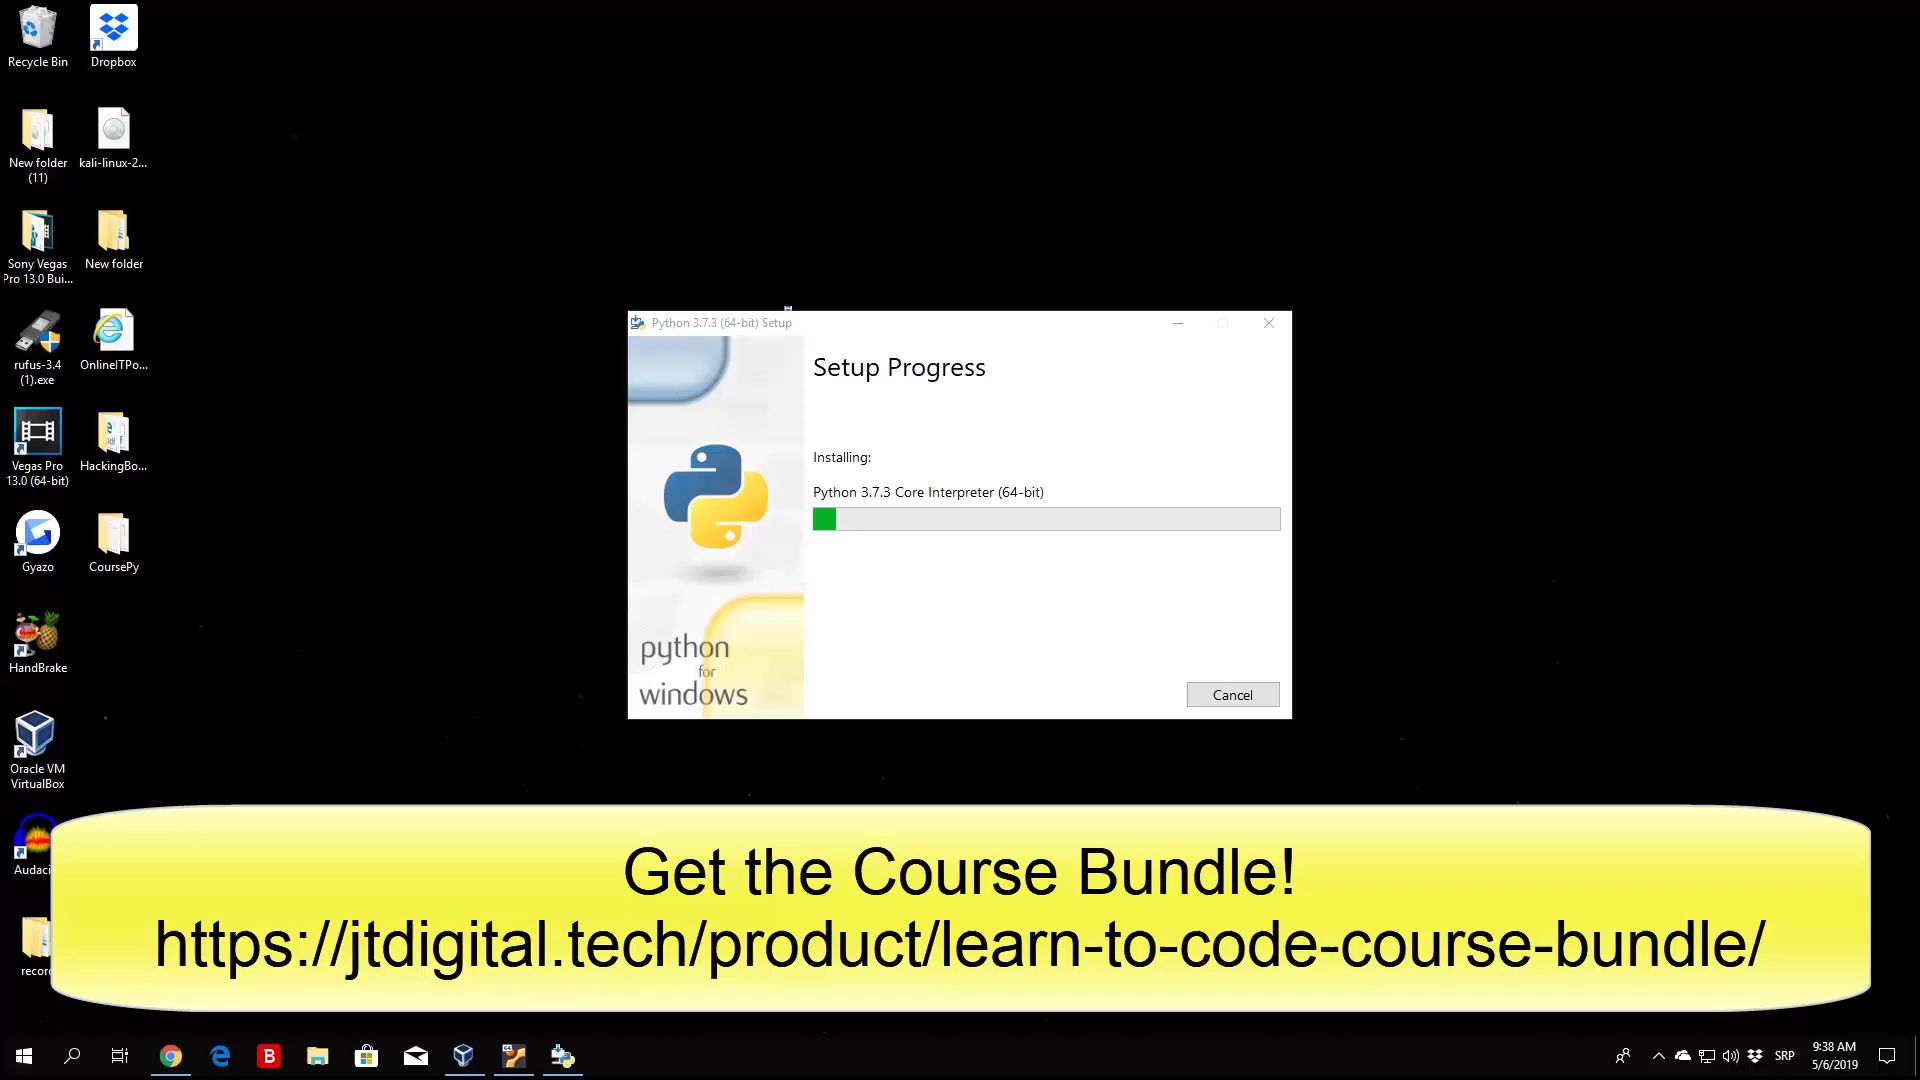 Recycle Bin
Dropbox
New folder
(11)
kali-linux-2...
Sony Vegas
Pro 13.0 Bui...
New folder
rufus-3.4
(1).exe
OnlineITPo...
Vegas Pro
13.0 (64-bit)
HackingBo...
Gyazo
CoursePy
HandBrake
Oracle VM
VirtualBox
Audaci
recor
Python 3.7.3 (64-bit) Setup
Setup Progress
Installing:
Python 3.7.3 Core Interpreter (64-bit)
python
for
windows
Cancel
Get the Course Bundle!
https://jtdigital.tech/product/learn-to-code-course-bundle/
SRP
9:38 AM
5/6/2019